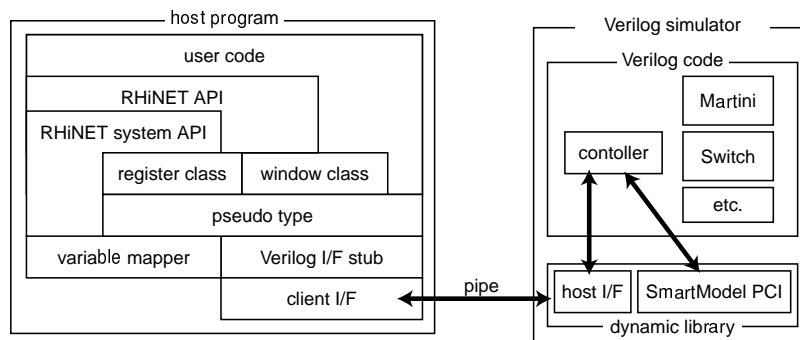 host program
user code
RHiNET API
RHiNET system API
register class
window class
pseudo type
variable mapper
Verilog I/F stub
client I/F
pipe
Verilog simulator
Verilog code
Martini
contoller
Switch
etc.
host I/F
SmartModel PCI
dynamic library